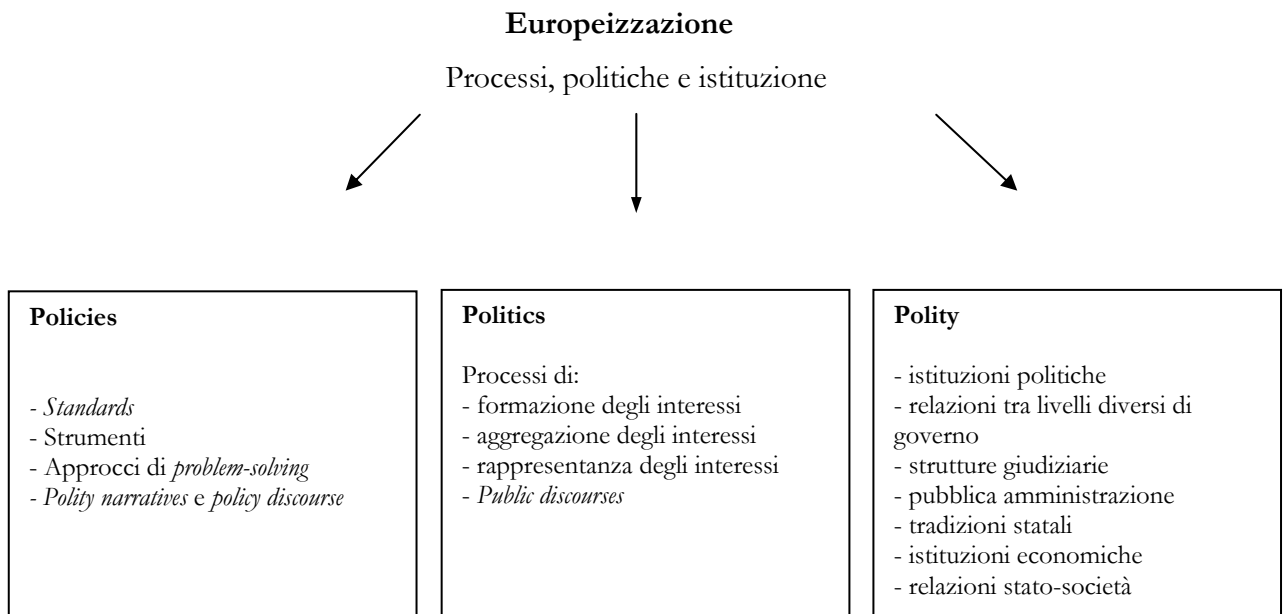 Europeizzazione
Processi, politiche e istituzione
Policies
- Standards
- Strumenti
- Approcci di problem-solving
- Polity narratives e policy discourse
Politics
Processi di:
- formazione degli interessi
- aggregazione degli interessi
- rappresentanza degli interessi
- Public discourses
Polity
- istituzioni politiche
- relazioni tra livelli diversi di
governo
- strutture giudiziarie
- pubblica amministrazione
- tradizioni statali
- istituzioni economiche
- relazioni stato-società